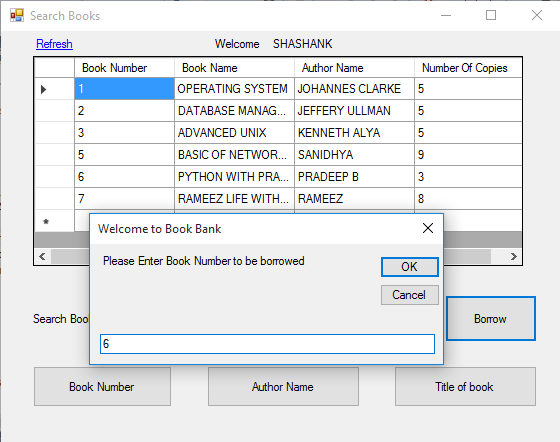 Search Books
Refresh Welcome SHASHANK
Book Number Book Name Author Name Number Of Copies
1 OPERATING SYSTEM JOHANNES CLARKE 5
2 DATABASE MANAG... JEFFERY ULLMAN 5
3 ADVANCED UNIX KENNETH ALYA 5
5 BASIC OF NETWOR... SANIDHYA 9
6 PYTHON WITH PRA... PRADEEP B 3
7 RAMEEZ LIFE WITH... RAMEEZ 8
Welcome to Book Bank
Please Enter Book Number to be borrowed
OK
Cancel
Search Boo
Borrow
6
Book Number Author Name Title of book